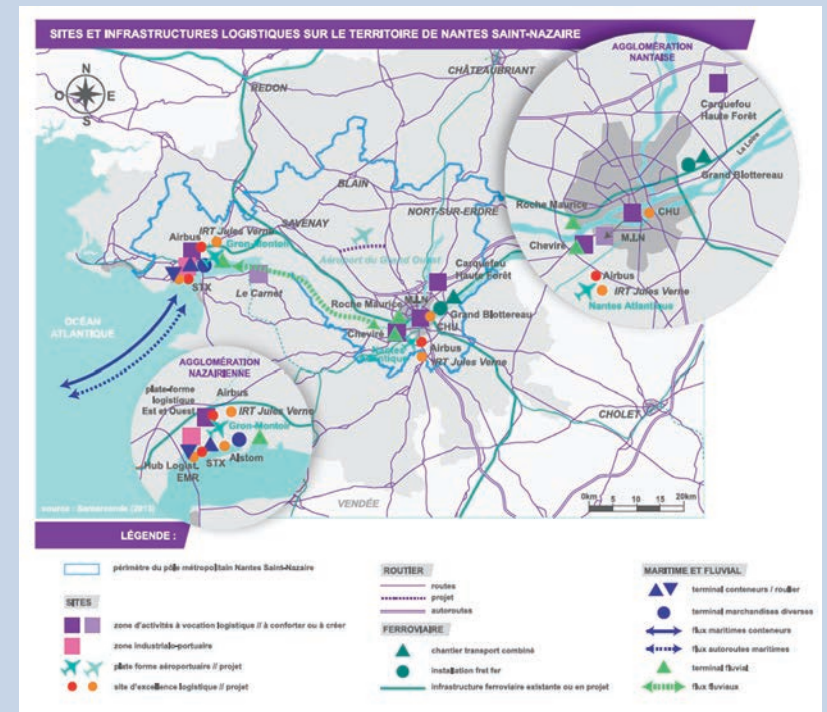 SITES ET INFRASTRUCTURES LOGISTIQUES SUR LE TERRITOIRE DE NANTES SAINT-NAZAIRE
N
O
E
S
REDON
CHÂTEAUBRIANT
BLAIN
NORT-SUR-ERDRE
SAVENAY
Aéroport du Grand Ouest
Airbus
IRT Jules Verne
Gron-Montoir
STX
Le Carnet
Roche Maurice
M.I.N
Carquefou
Haute Forêt
Grand Blottereau
CHU
Cheviré
Nantes
Atlantique
Airbus
IRT Jules Verne
OCÉAN
ATLANTIQUE
CHOLET
VENDÉE
AGGLOMÉRATION
NANTAISE
Carquefou
Haute Forêt
La Loire
Grand Blottereau
Roche Maurice
CHU
M.I.N
Cheviré
Airbus
IRT Jules Verne
Nantes Atlantique
AGGLOMÉRATION
NAZAIRIENNE
plate-forme
logistique
Est et Ouest
Airbus
IRT Jules Verne
Gron-Montoir
Hub Logist.
EMR
STX
Alstom
0km 5 10 15 20km
LÉGENDE :
périmètre du pôle métropolitain Nantes Saint-Nazaire
SITES
zone d'activités à vocation logistique // à conforter ou à créer
zone industrialo-portuaire
plate forme aéroportuaire // projet
site d'excellence logistique // projet
ROUTIER
routes
projet
autoroutes
FERROVIAIRE
chantier transport combiné
installation fret fer
infrastructure ferroviaire existante ou en projet
MARITIME ET FLUVIAL
terminal conteneurs / roulier
terminal marchandises diverses
flux maritimes conteneurs
flux autoroutes maritimes
terminal fluvial
flux fluviaux